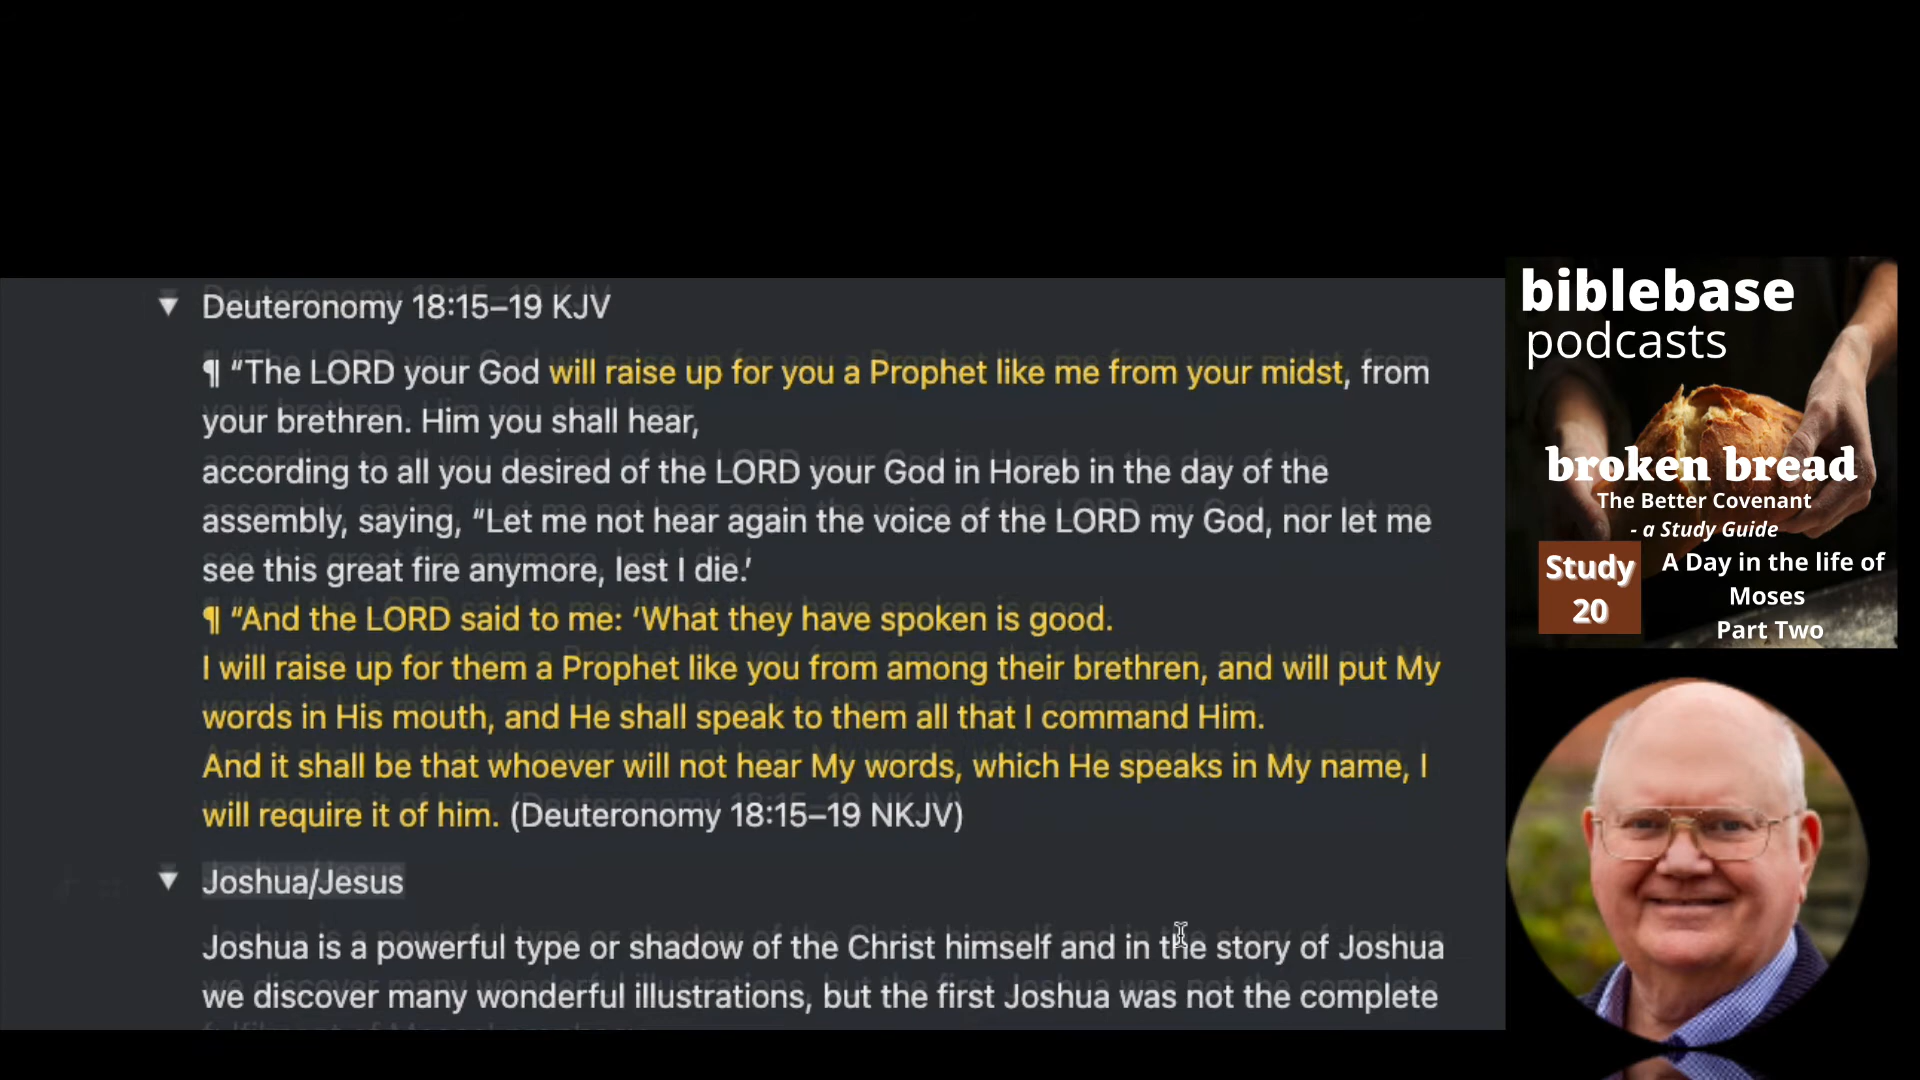 Deuteronomy 18:15–19 KJV
¶ “The LORD your God will raise up for you a Prophet like me from your midst, from
your brethren. Him you shall hear,
according to all you desired of the LORD your God in Horeb in the day of the
assembly, saying, “Let me not hear again the voice of the LORD my God, nor let me
see this great fire anymore, lest I die.’
¶ “And the LORD said to me: ‘What they have spoken is good.
I will raise up for them a Prophet like you from among their brethren, and will put My
words in His mouth, and He shall speak to them all that I command Him.
And it shall be that whoever will not hear My words, which He speaks in My name, I
will require it of him. (Deuteronomy 18:15–19 NKJV)
Joshua/Jesus
Joshua is a powerful type or shadow of the Christ himself and in the story of Joshua
we discover many wonderful illustrations, but the first Joshua was not the complete
biblebase
podcasts
broken bread
The Better Covenant
- a Study Guide
Study
20
A Day in the life of
Moses
Part Two